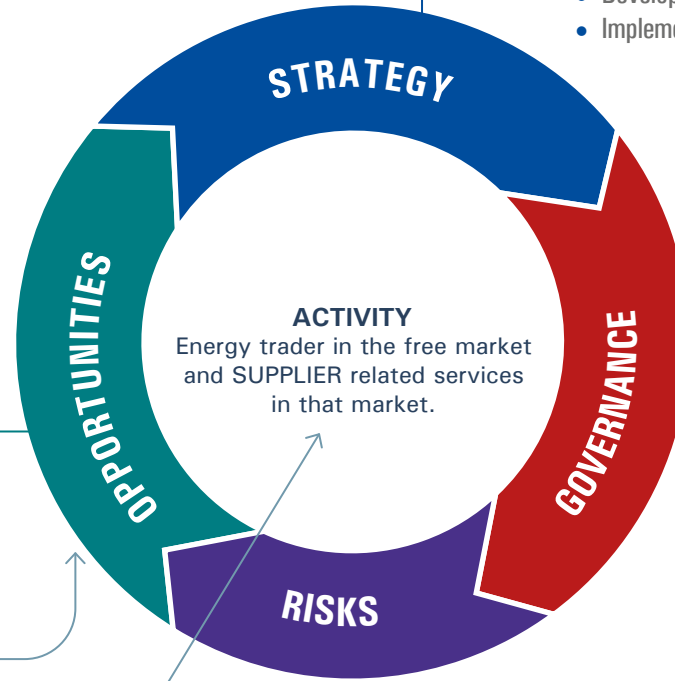 STRATEGY
OPPORTUNITIES
ACTIVITY
Energy trader in the free market
and SUPPLIER related services
in that market.
GOVERNANCE
RISKS